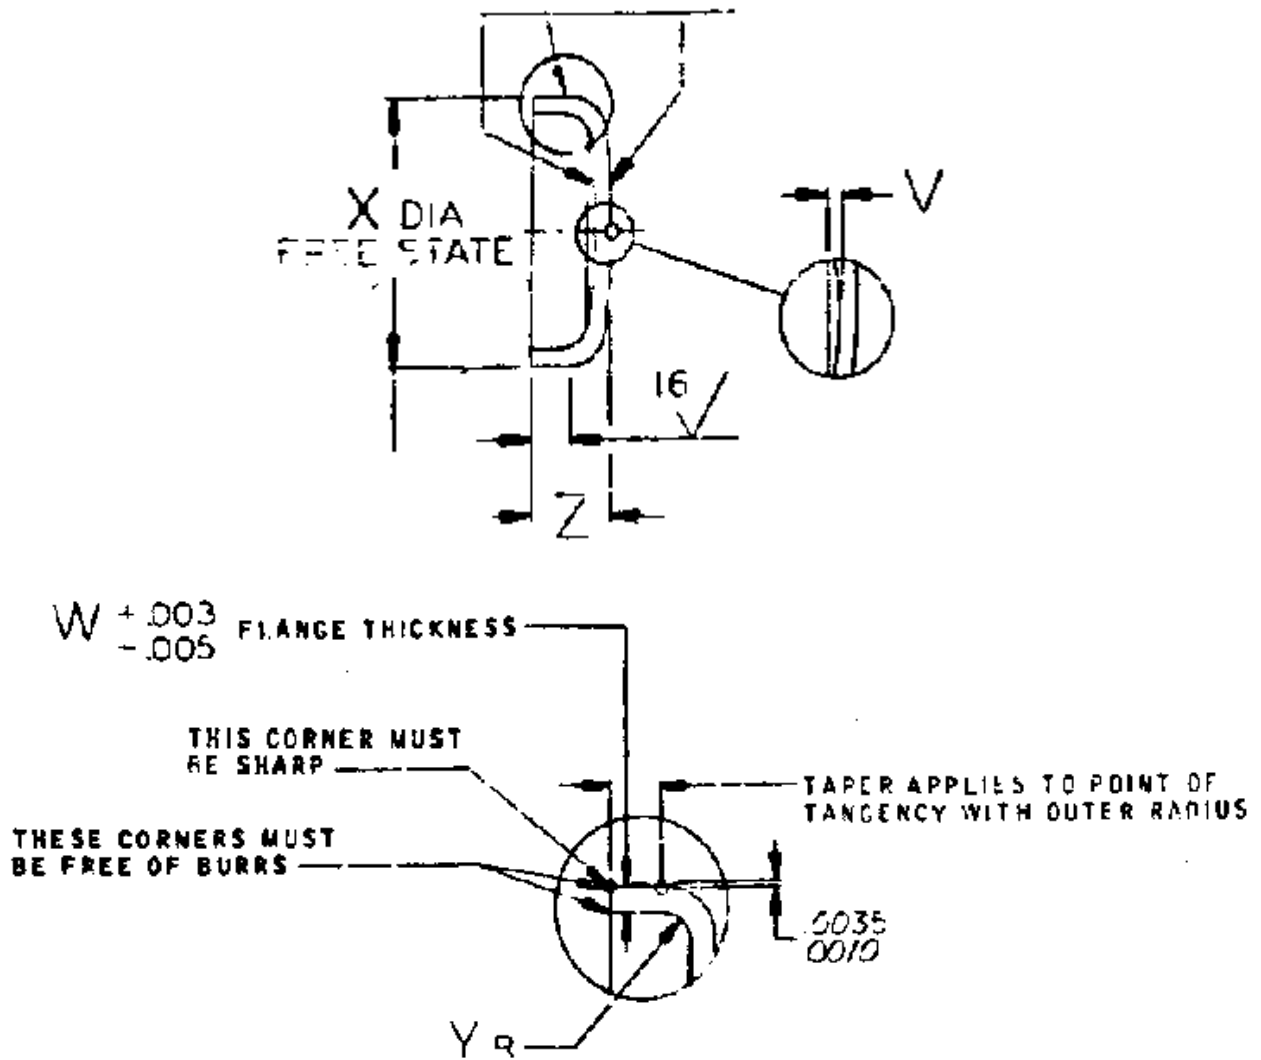 V
X DIA
FREE STATE
16
Z
W + .003
- .005
FLANGE THICKNESS
THIS CORNER MUST
BE SHARP
TAPER APPLIES TO POINT OF
TANGENCY WITH OUTER RADIUS
THESE CORNERS MUST
BE FREE OF BURRS
.0035
.0010
Y R